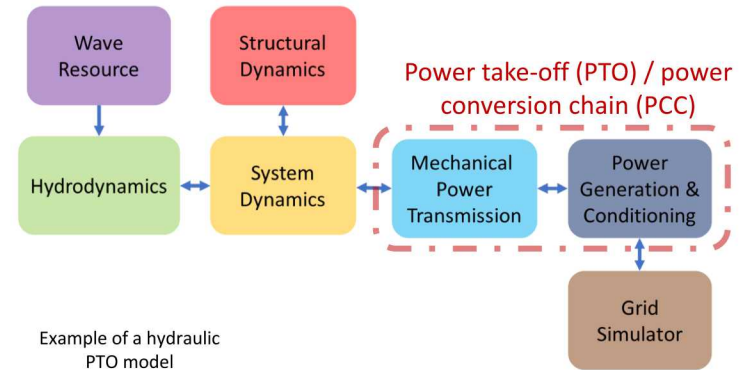 Wave
Resource
Structural
Dynamics
Power take-off (PTO) / power
conversion chain (PCC)
Hydrodynamics
System
Dynamics
Mechanical
Power
Transmission
Power
Generation &
Conditioning
Grid
Simulator
Example of a hydraulic
PTO model